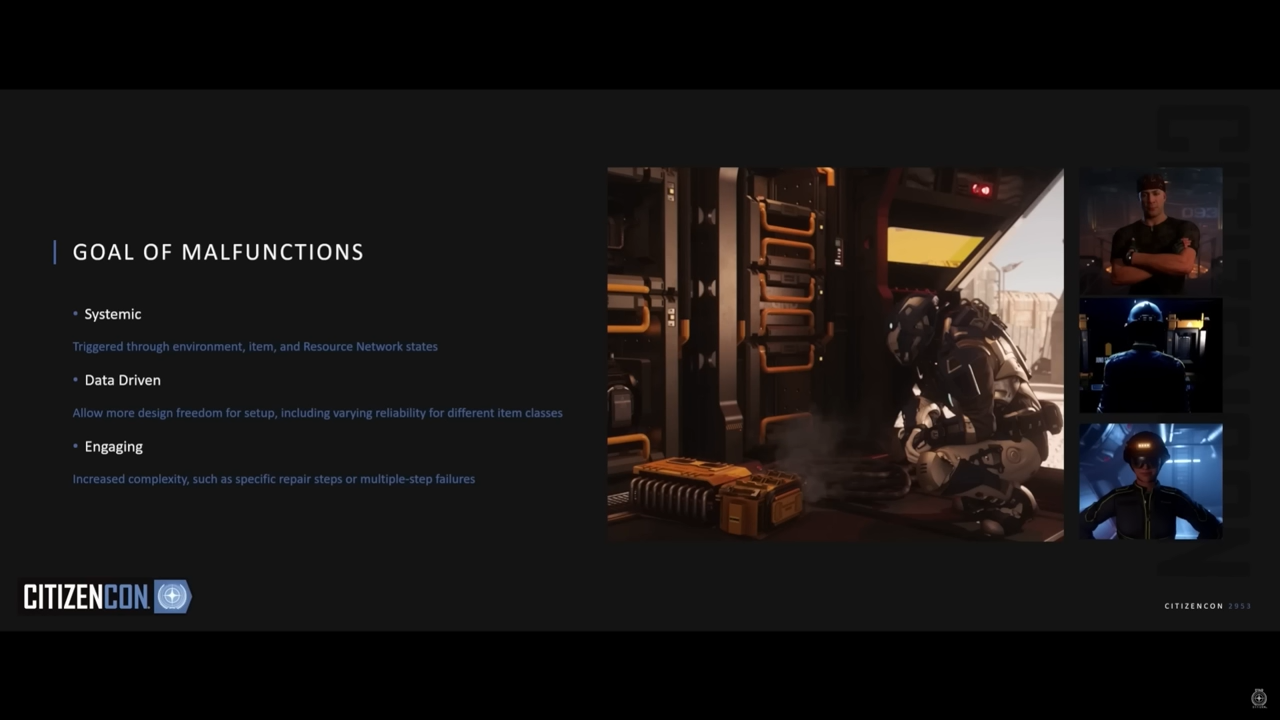 GOAL OF MALFUNCTIONS
• Systemic
Triggered through environment, item, and Resource Network states
• Data Driven
Allow more design freedom for setup, including varying reliability for different item classes
• Engaging
Increased complexity, such as specific repair steps or multiple-step failures
CITIZENCON
CITIZENCON 2953
CITIZENCON